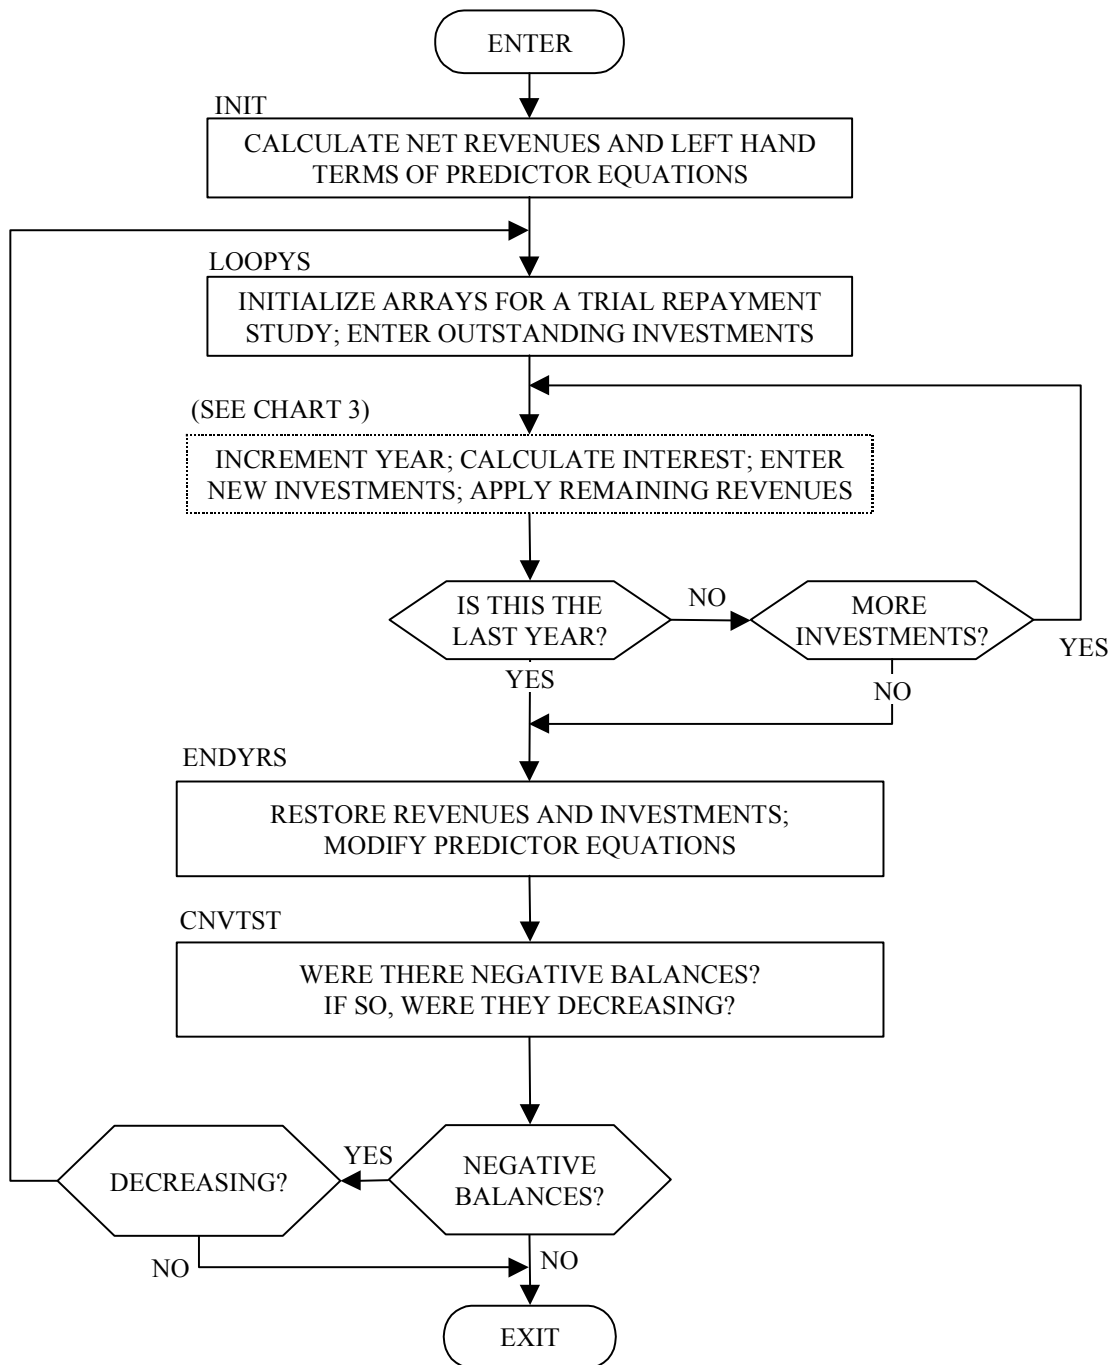 ENTER
INIT
CALCULATE NET REVENUES AND LEFT HAND
TERMS OF PREDICTOR EQUATIONS
LOOPYS
INITIALIZE ARRAYS FOR A TRIAL REPAYMENT
STUDY; ENTER OUTSTANDING INVESTMENTS
(SEE CHART 3)
INCREMENT YEAR; CALCULATE INTEREST; ENTER
NEW INVESTMENTS; APPLY REMAINING REVENUES
IS THIS THE
LAST YEAR?
NO
MORE
INVESTMENTS?
YES
YES
NO
ENDYRS
RESTORE REVENUES AND INVESTMENTS;
MODIFY PREDICTOR EQUATIONS
CNVTST
WERE THERE NEGATIVE BALANCES?
IF SO, WERE THEY DECREASING?
DECREASING?
YES
NEGATIVE
BALANCES?
NO
NO
EXIT